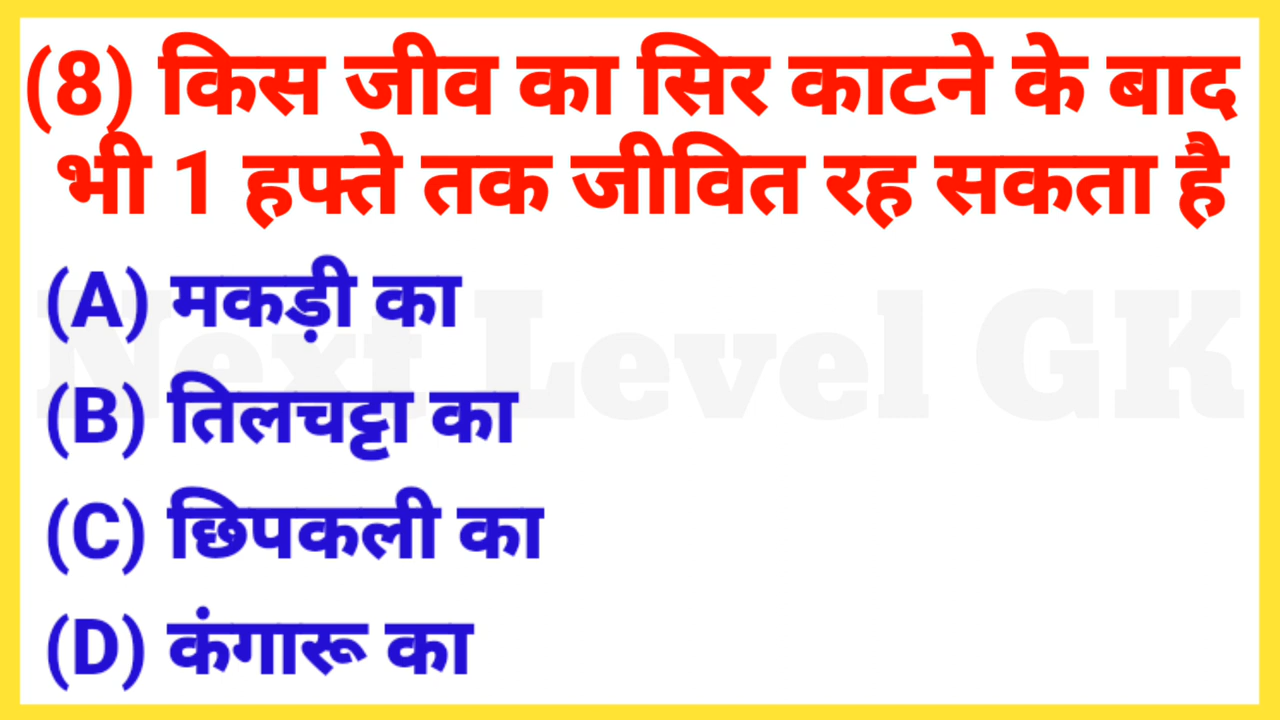 (8) किस जीव का सिर काटने के बाद
भी 1 हफ्ते तक जीवित रह सकता है
(A) मकड़ी का
(B) तिलचट्टा का
Next Level GK
(C) छिपकली का
(D) कंगारू का